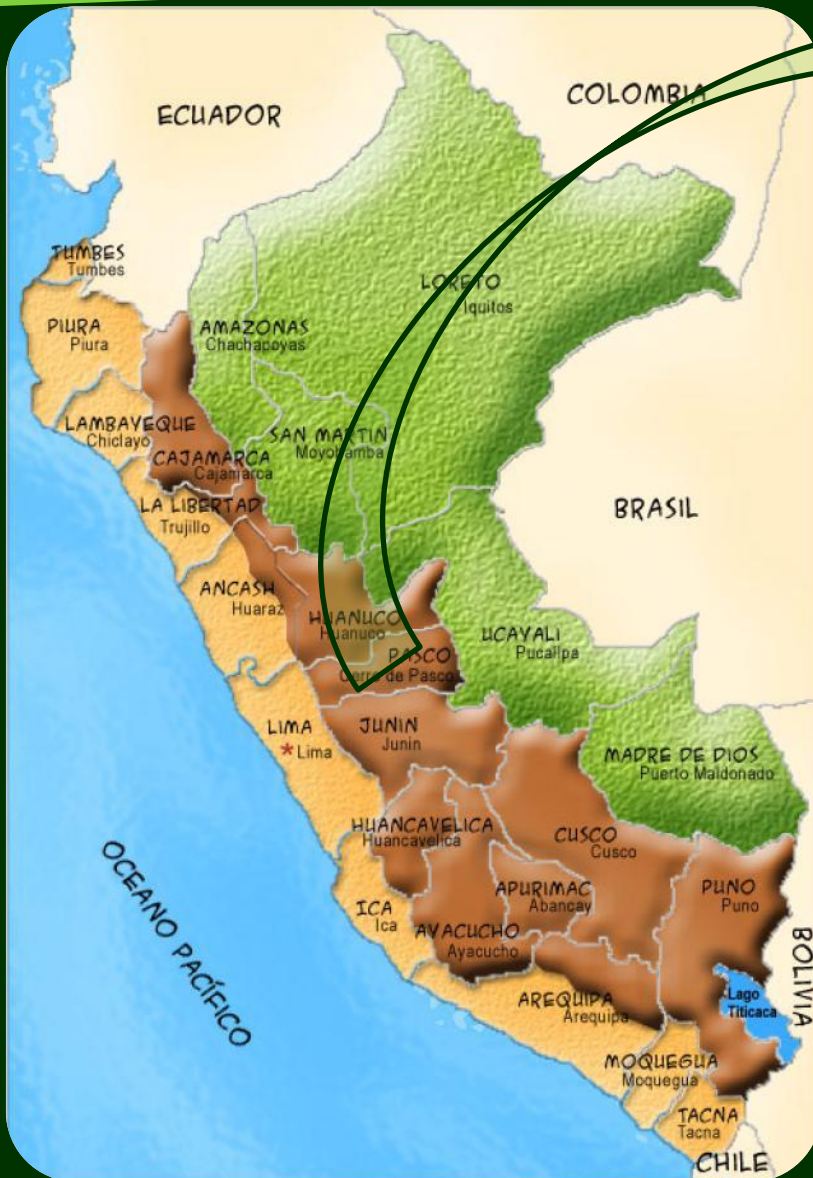 ECUADOR
COLOMBIA
TUMBES
Tumbes
LORETO
Iquitos
PIURA
Piura
AMAZONAS
Chachapoyas
LAMBAYEQUE
Chiclayo
SAN MARTIN
Moyobamba
CAJAMARCA
Cajamarca
LA LIBERTAD
Trujillo
BRASIL
ANCASH
Huaraz
HUANUCO
Huanuco
UCAYALI
Pucallpa
PASCO
Cerro de Pasco
LIMA
* Lima
JUNIN
Junin
MADRE DE DIOS
Puerto Maldonado
HUANCAVELICA
Huancavelica
CUSCO
Cusco
OCEANO PACÍFICO
APURIMAC
Abancay
PUNO
Puno
ICA
Ica
AYACUCHO
Ayacucho
BOLIVIA
Lago
Titicaca
AREQUIPA
Arequipa
MOQUEGUA
Moquegua
TACNA
Tacna
CHILE